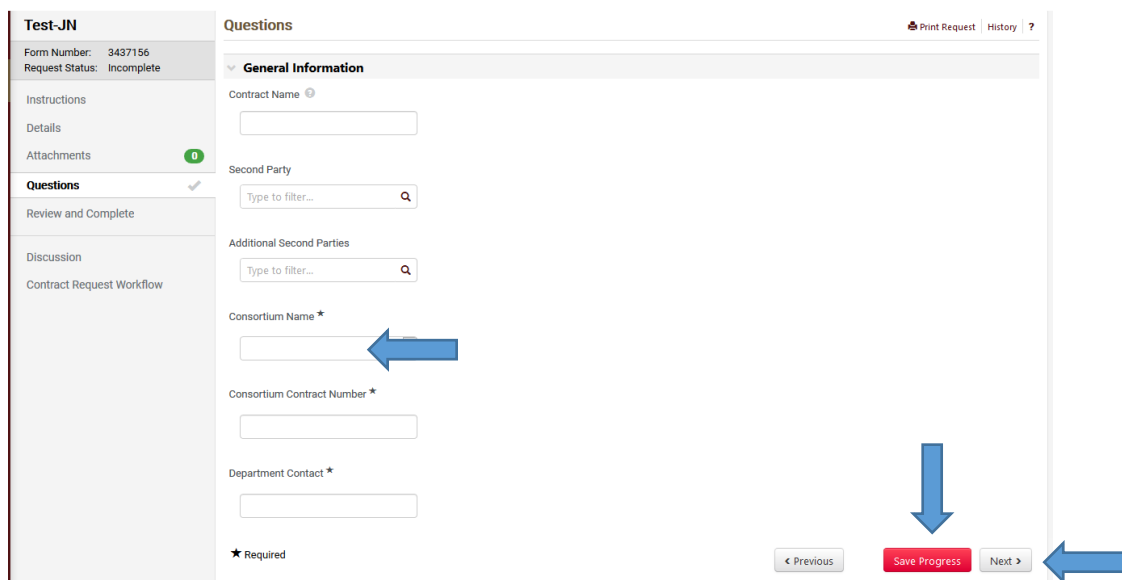 Test-JN
Form Number: 3437156
Request Status: Incomplete
Instructions
Details
Attachments 0
Questions
Review and Complete
Discussion
Contract Request Workflow
Questions
Print Request History ?
General Information
Contract Name ?
Second Party
Type to filter...
Additional Second Parties
Type to filter...
Consortium Name ★
Consortium Contract Number ★
Department Contact ★
★ Required
‹ Previous
Save Progress
Next ›